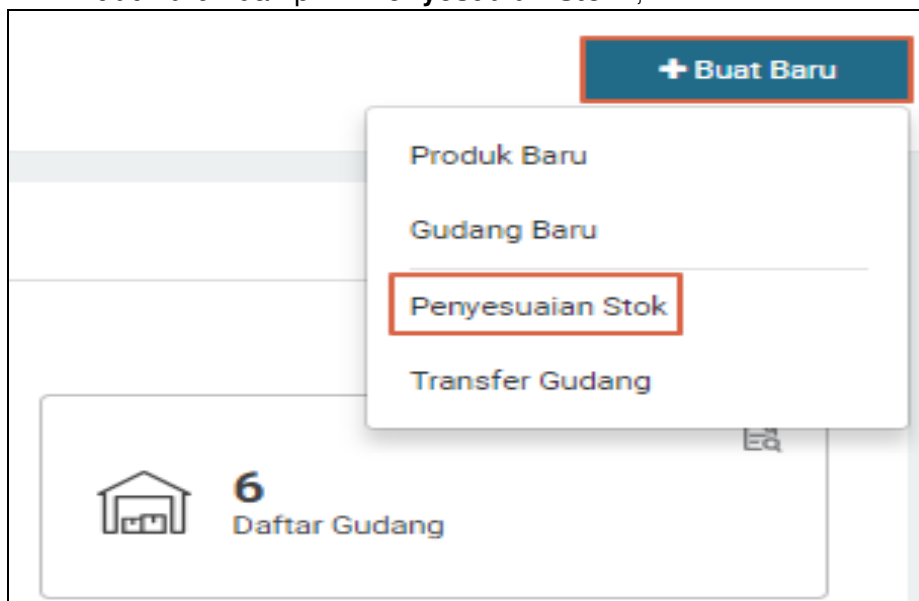 + Buat Baru
Produk Baru
Gudang Baru
Penyesuaian Stok
Transfer Gudang
6
Daftar Gudang